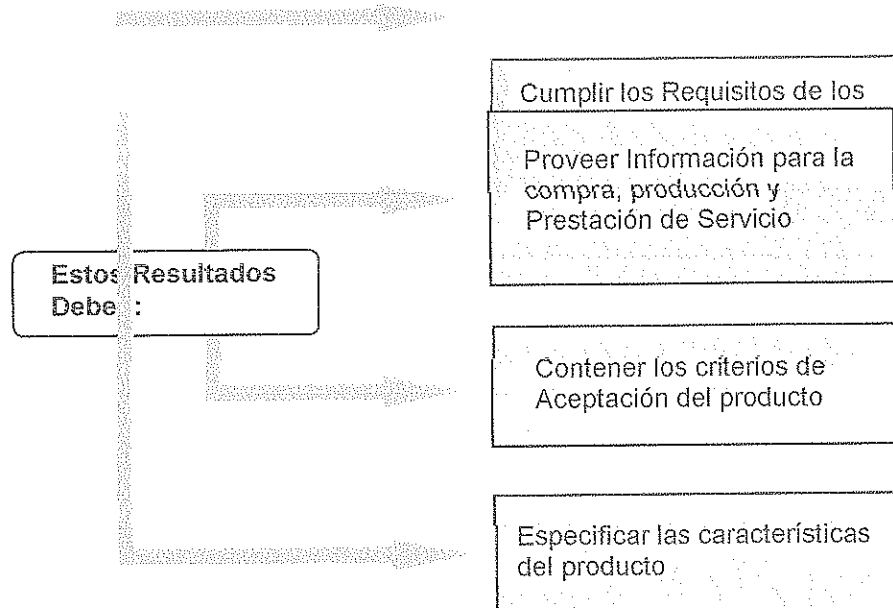 Cumplir los Requisitos de los
Proveer Información para la
compra, producción y
Prestación de Servicio
Estos Resultados
Debe :
Contener los criterios de
Aceptación del producto
Especificar las características
del producto